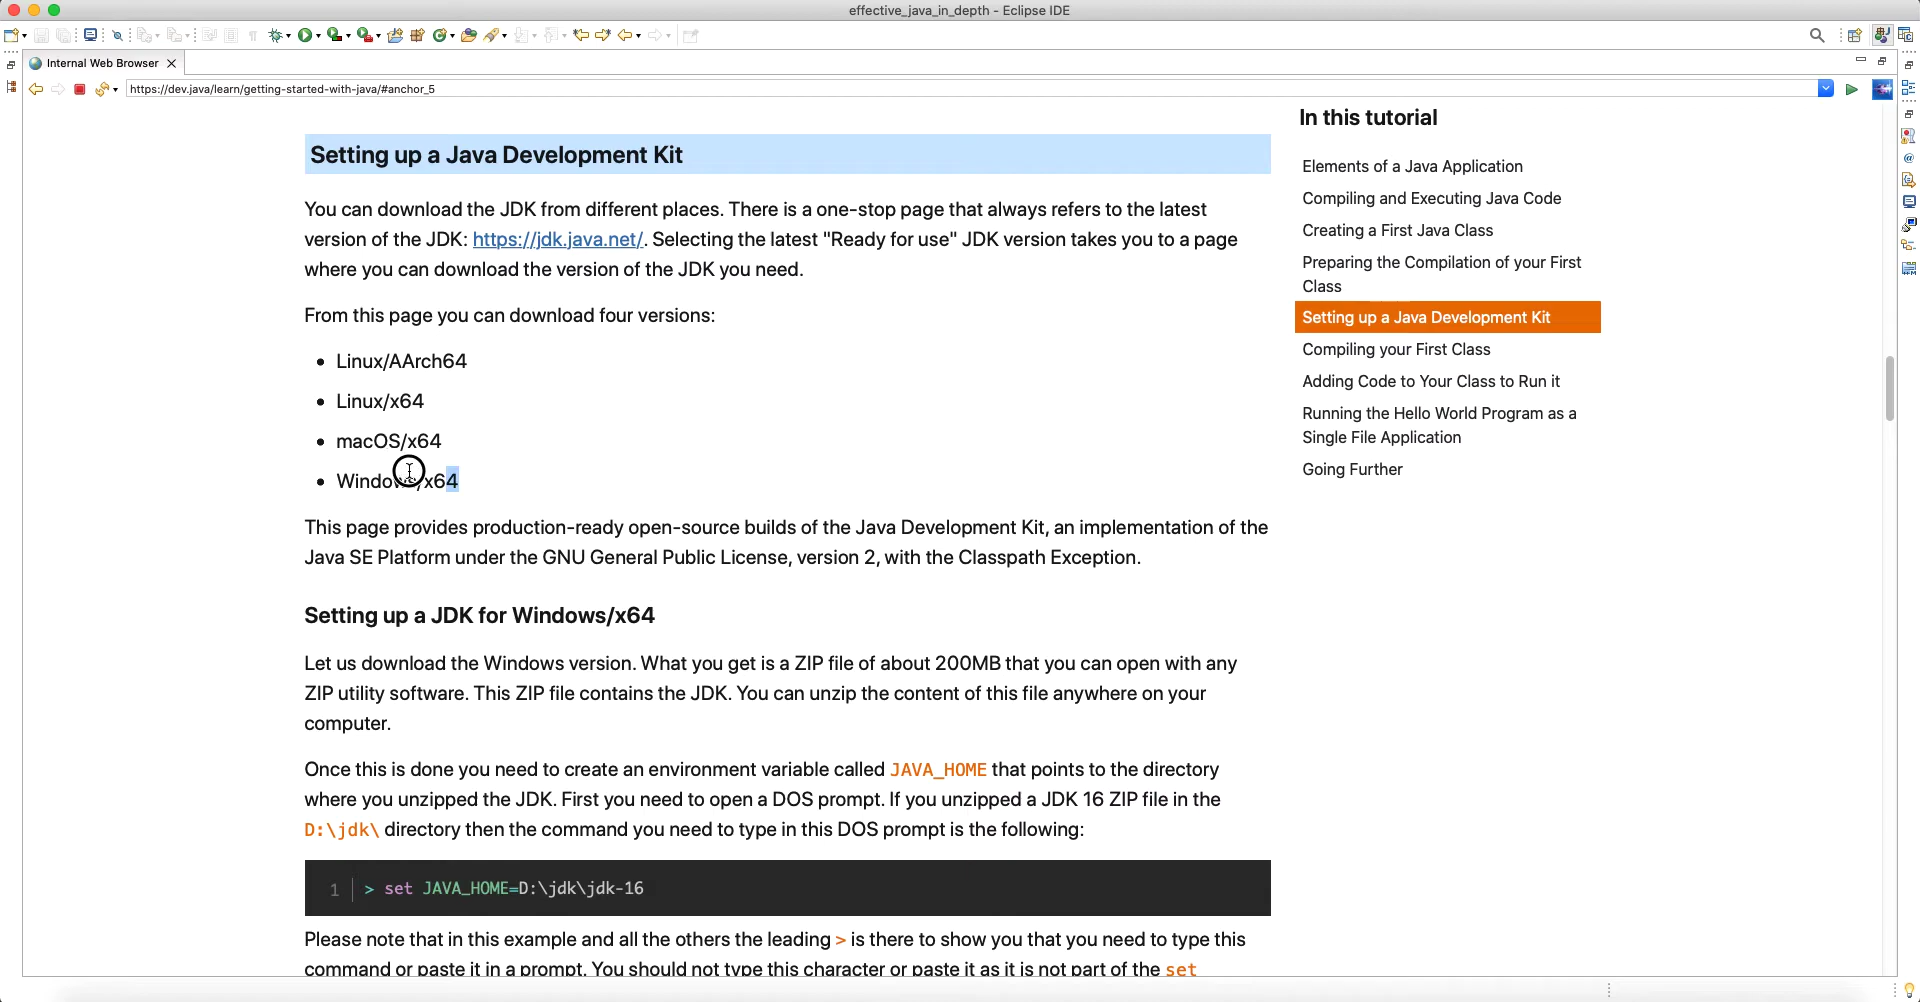 effective_java_in_depth - Eclipse IDE
Internal Web Browser
https://dev.java/learn/getting-started-with-java/#anchor_5
Setting up a Java Development Kit
You can download the JDK from different places. There is a one-stop page that always refers to the latest
version of the JDK: https://jdk.java.net/. Selecting the latest "Ready for use" JDK version takes you to a page
where you can download the version of the JDK you need.
From this page you can download four versions:
• Linux/AArch64
• Linux/x64
• macOS/x64
• Windows/x64
This page provides production-ready open-source builds of the Java Development Kit, an implementation of the
Java SE Platform under the GNU General Public License, version 2, with the Classpath Exception.
Setting up a JDK for Windows/x64
Let us download the Windows version. What you get is a ZIP file of about 200MB that you can open with any
ZIP utility software. This ZIP file contains the JDK. You can unzip the content of this file anywhere on your
computer.
Once this is done you need to create an environment variable called JAVA_HOME that points to the directory
where you unzipped the JDK. First you need to open a DOS prompt. If you unzipped a JDK 16 ZIP file in the
D:\jdk\ directory then the command you need to type in this DOS prompt is the following:
1 > set JAVA_HOME=D:\jdk\jdk-16
Please note that in this example and all the others the leading > is there to show you that you need to type this
command or paste it in a prompt. You should not type this character or paste it as it is not part of the set
In this tutorial
Elements of a Java Application
Compiling and Executing Java Code
Creating a First Java Class
Preparing the Compilation of your First
Class
Setting up a Java Development Kit
Compiling your First Class
Adding Code to Your Class to Run it
Running the Hello World Program as a
Single File Application
Going Further